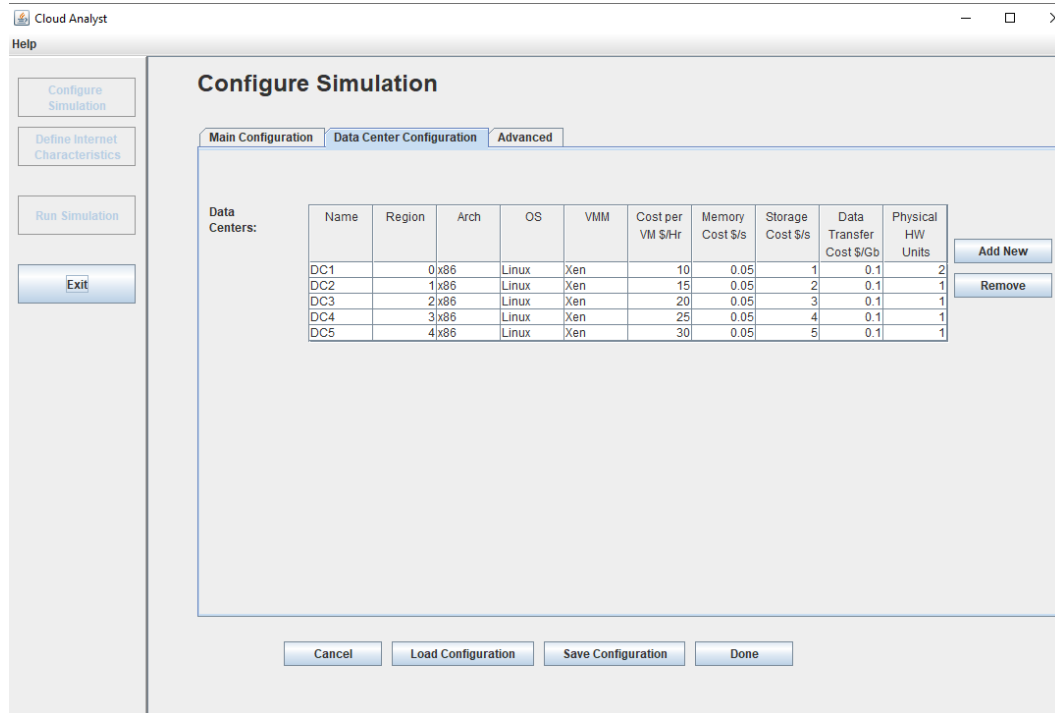 Cloud Analyst
Help
Configure Simulation
Define Internet Characteristics
Run Simulation
Exit
Configure Simulation
Main Configuration Data Center Configuration Advanced
Data Centers:
Name Region Arch OS VMM Cost per VM $/Hr Memory Cost $/s Storage Cost $/s Data Transfer Cost $/Gb Physical HW Units
DC1 0 x86 Linux Xen 10 0.05 1 0.1 2
DC2 1 x86 Linux Xen 15 0.05 2 0.1 1
DC3 2 x86 Linux Xen 20 0.05 3 0.1 1
DC4 3 x86 Linux Xen 25 0.05 4 0.1 1
DC5 4 x86 Linux Xen 30 0.05 5 0.1 1
Add New
Remove
Cancel Load Configuration Save Configuration Done